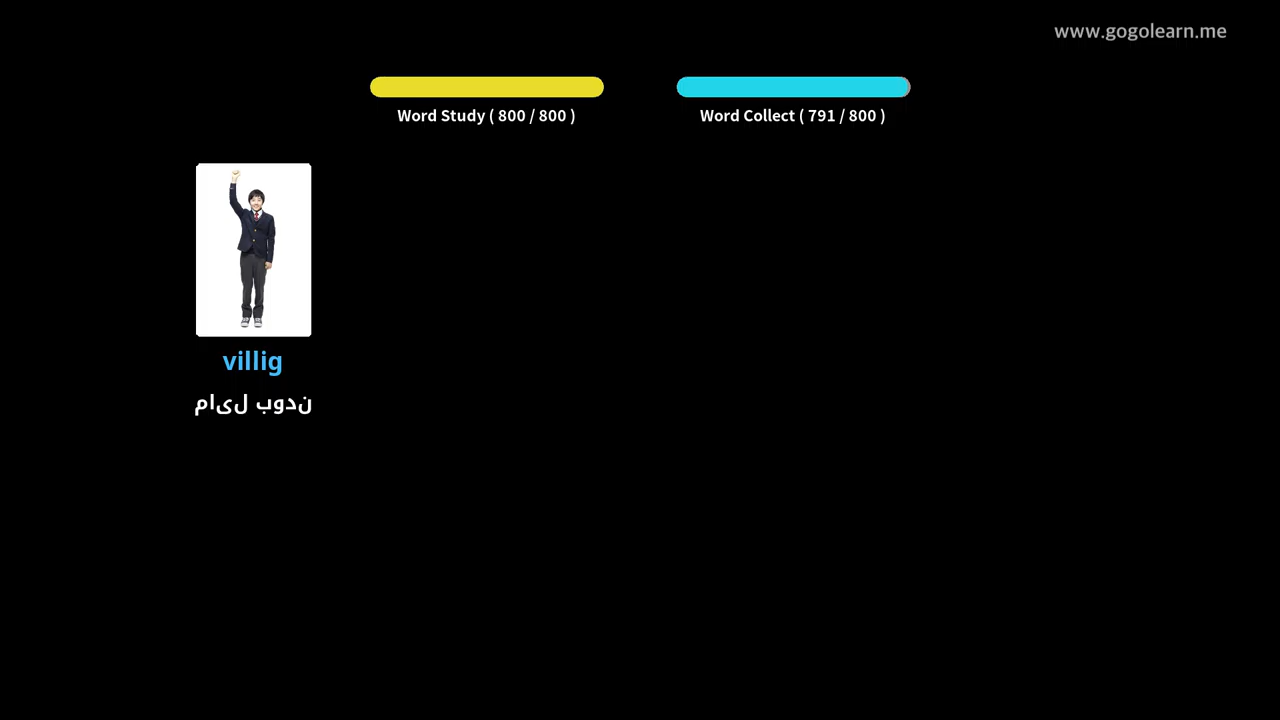 www.gogolearn.me
Word Study ( 800 / 800 )
Word Collect ( 791 / 800 )
villig
مایل بودن